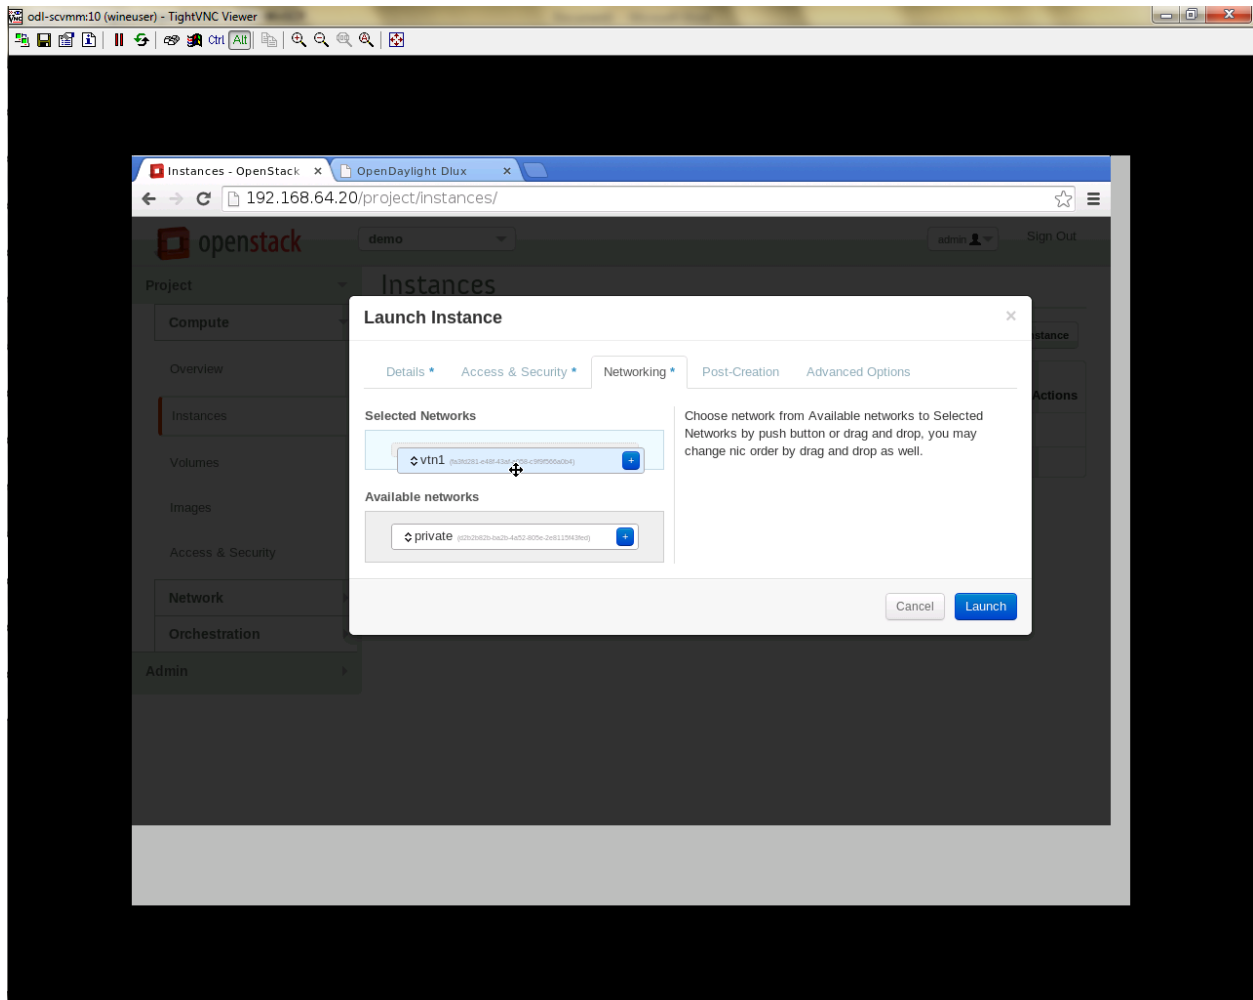 odl-scvmm:10 (wineuser) - TightVNC Viewer
Ctrl Alt
Instances - OpenStack × OpenDaylight Dlux ×
192.168.64.20/project/instances/
openstack demo admin Sign Out
Project Instances
Compute
Launch Instance ×
stance
Overview
Details * Access & Security * Networking * Post-Creation Advanced Options
Actions
Instances
Selected Networks
Choose network from Available networks to Selected
Networks by push button or drag and drop, you may
change nic order by drag and drop as well.
vtn1 +
Volumes
Available networks
Images
private +
Access & Security
Network
Cancel Launch
Orchestration
Admin